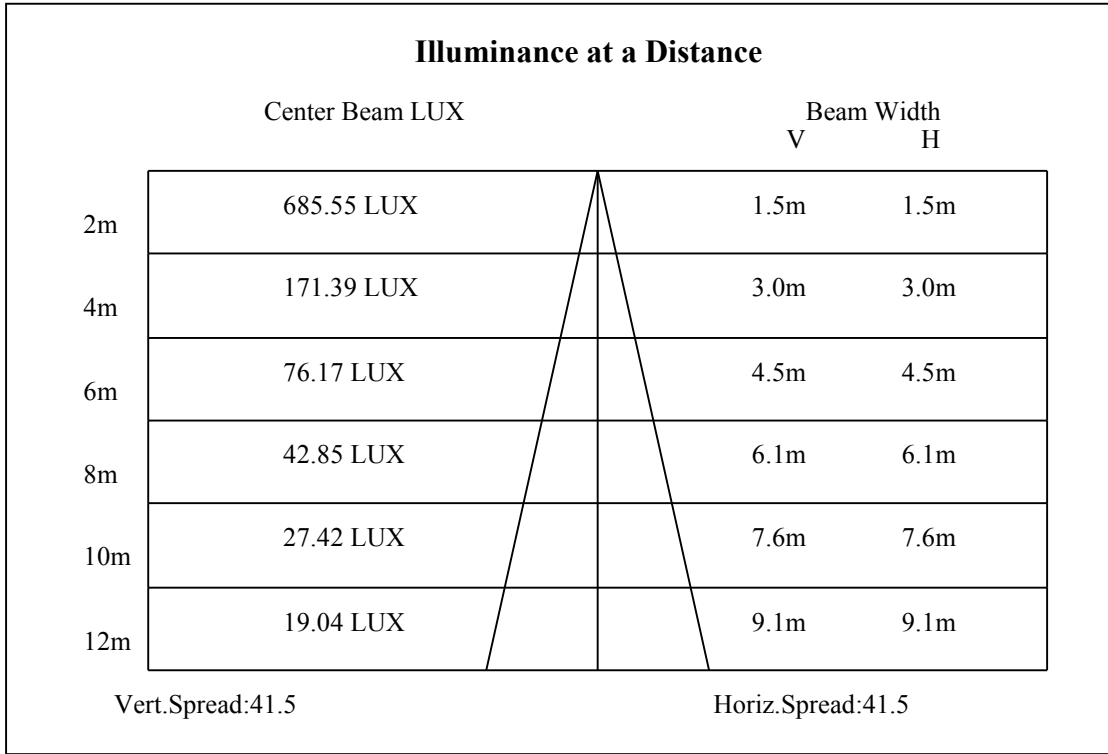 Illuminance at a Distance
Center Beam LUX Beam Width
V H
2m 685.55 LUX 1.5m 1.5m
4m 171.39 LUX 3.0m 3.0m
6m 76.17 LUX 4.5m 4.5m
8m 42.85 LUX 6.1m 6.1m
10m 27.42 LUX 7.6m 7.6m
12m 19.04 LUX 9.1m 9.1m
Vert.Spread:41.5 Horiz.Spread:41.5